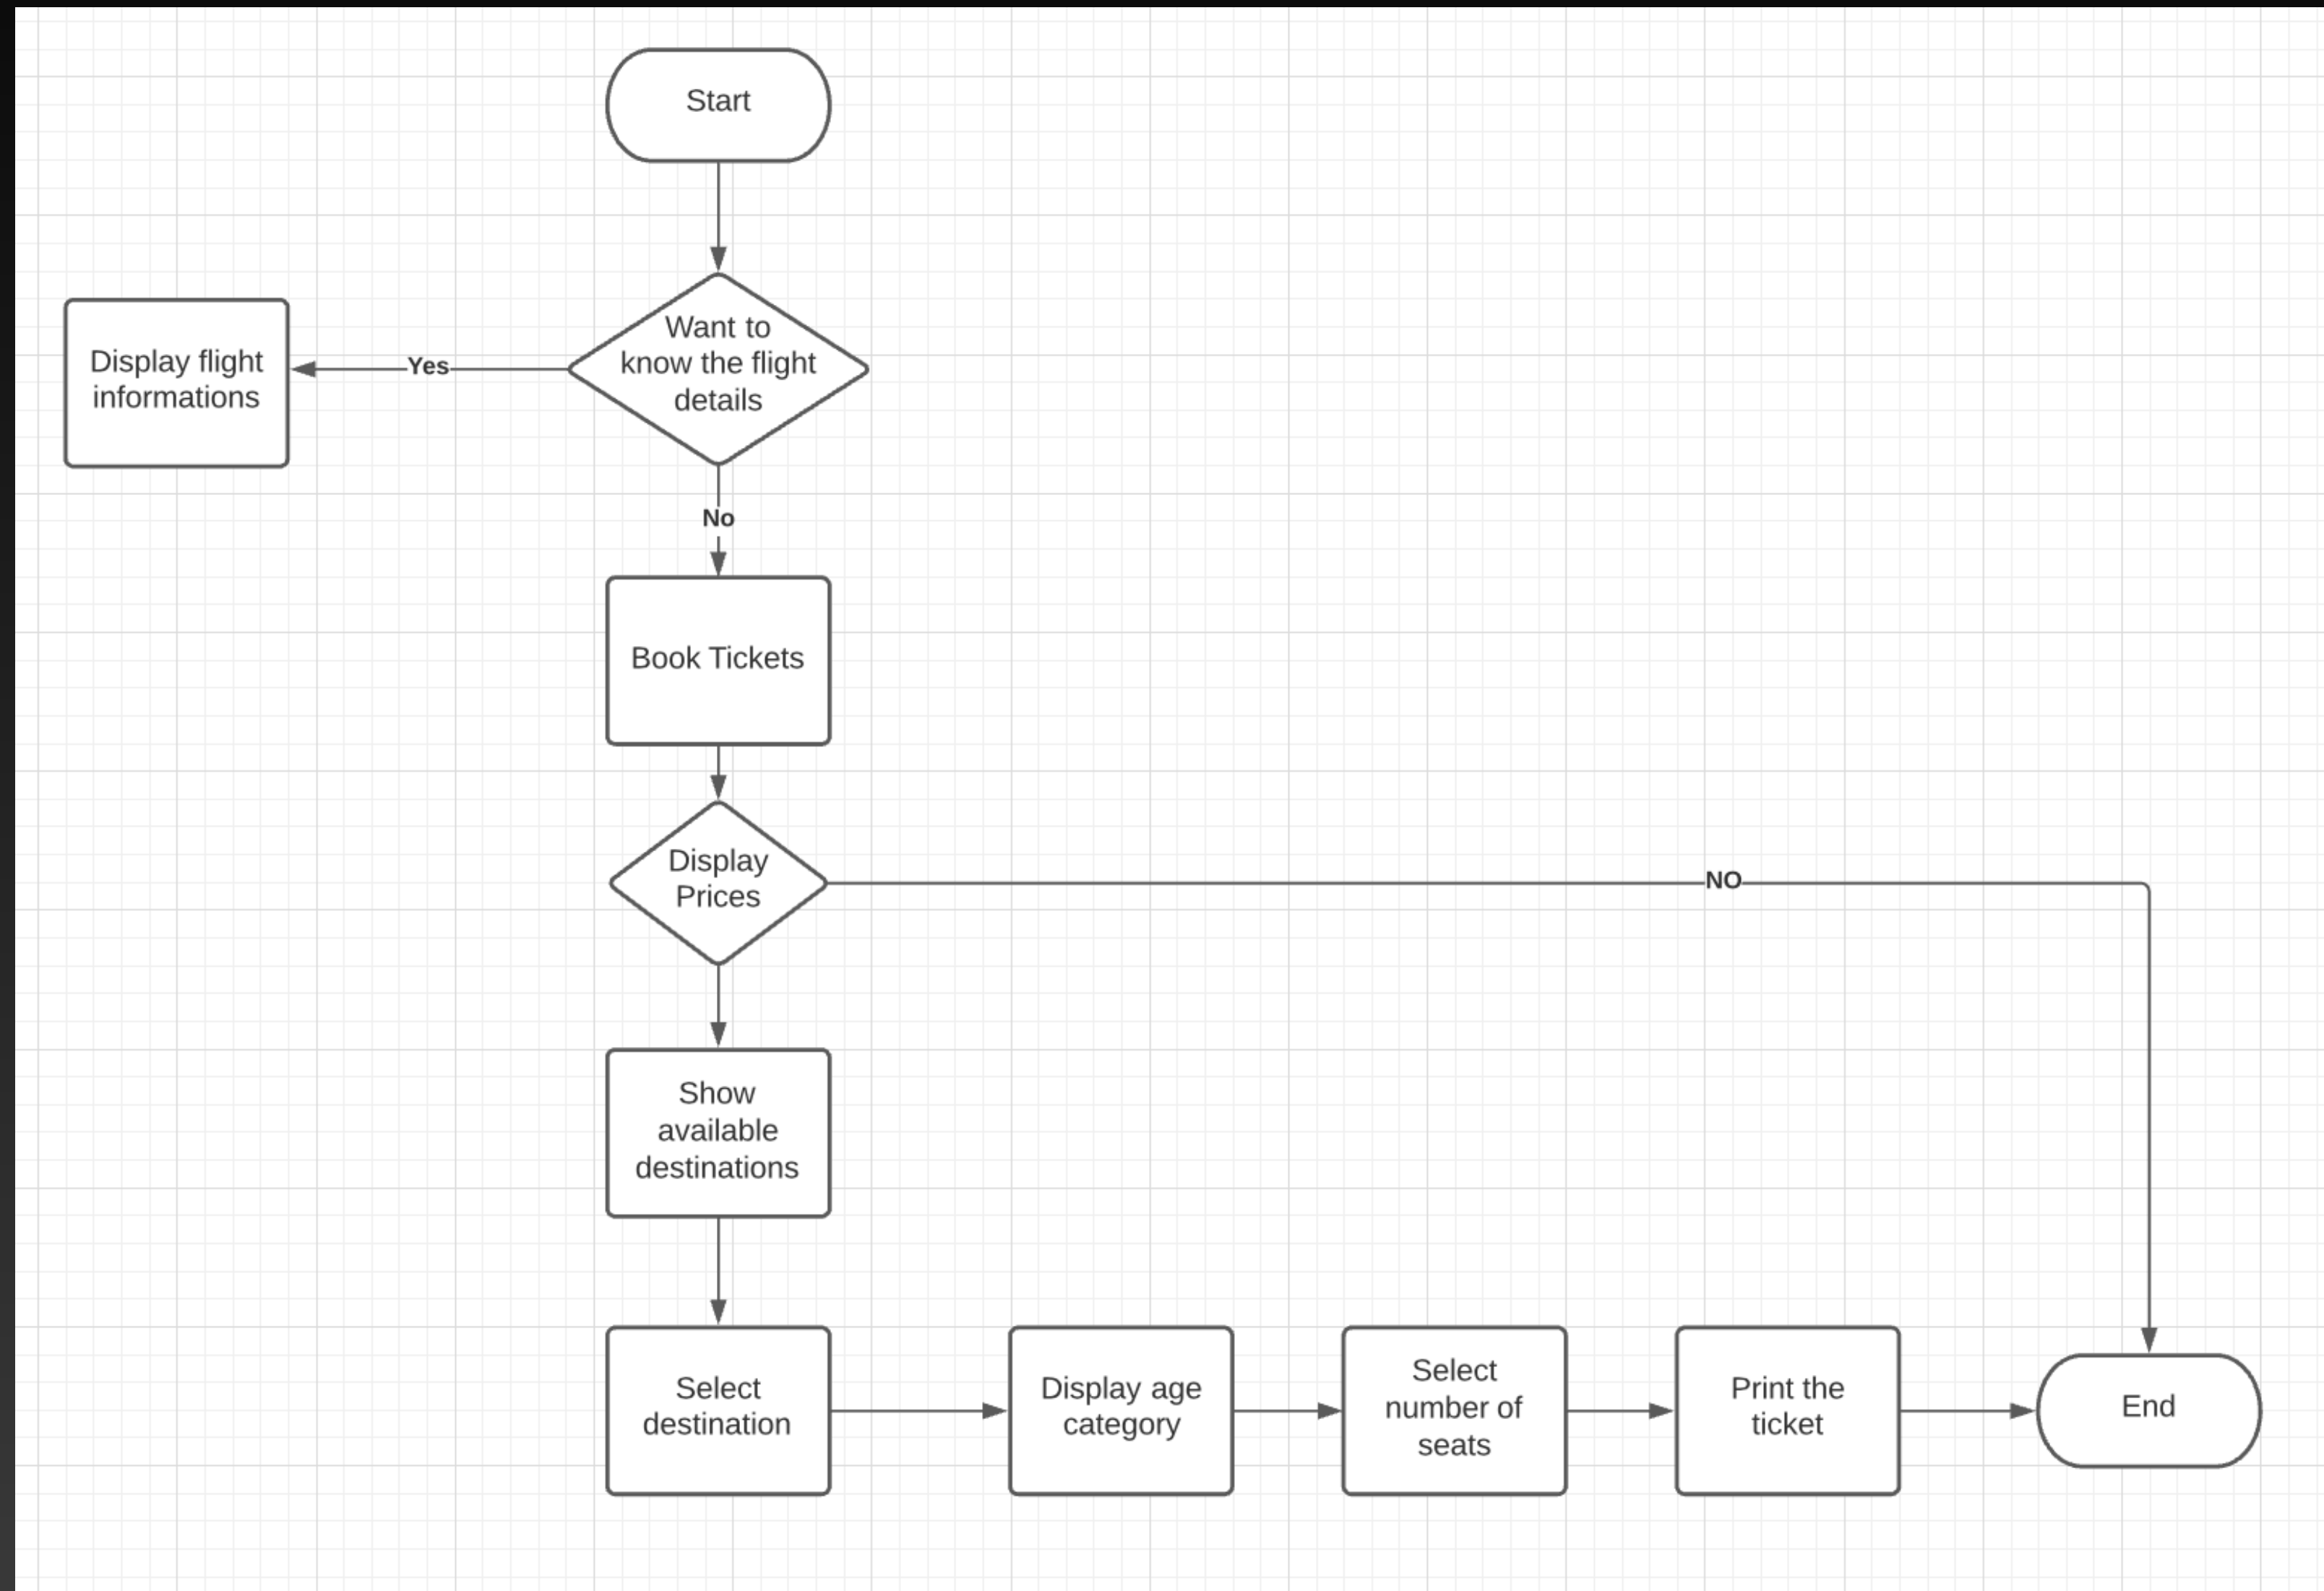 Start
Want to
know the flight
details
Yes
Display flight
informations
No
Book Tickets
Display
Prices
NO
Show
available
destinations
Select
destination
Display age
category
Select
number of
seats
Print the
ticket
End